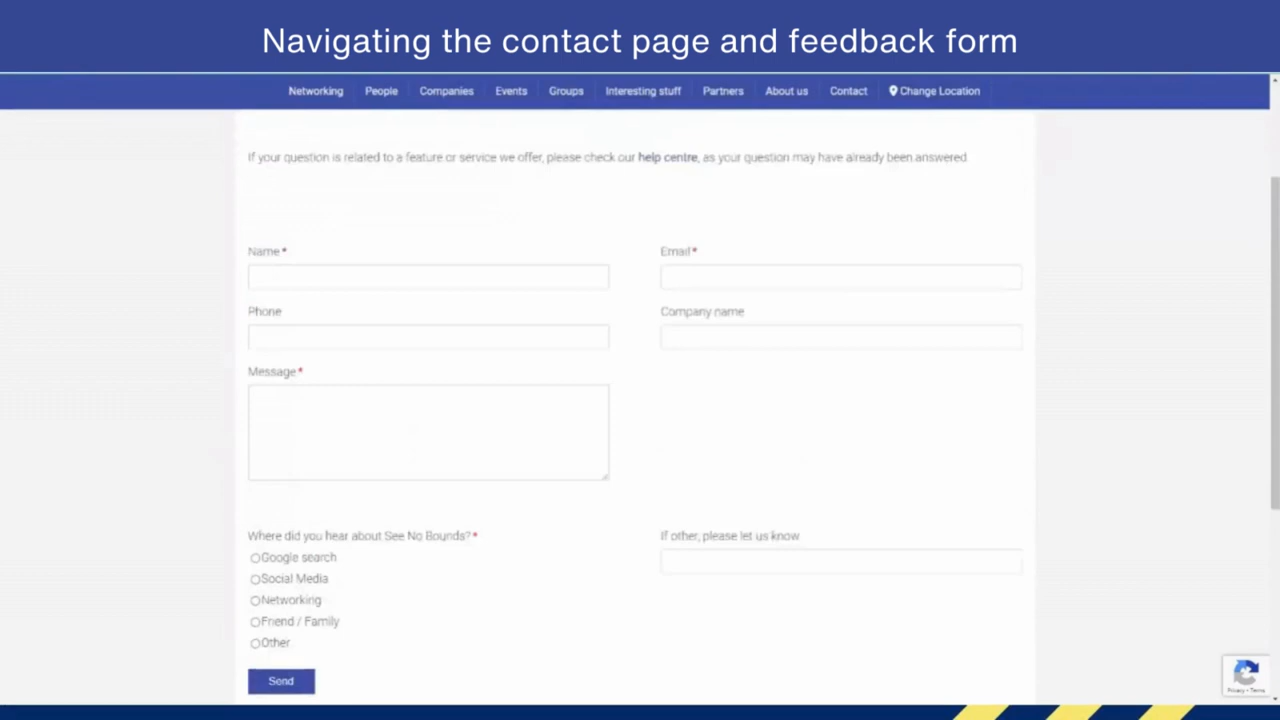 Navigating the contact page and feedback form
Networking People Companies Events Groups Interesting stuff Partners About us Contact Change Location
If your question is related to a feature or service we offer, please check our help centre, as your question may have already been answered.
Name * Email *
Phone Company name
Message *
Where did you hear about See No Bounds? * If other, please let us know
Google search
Social Media
Networking
Friend / Family
Other
Send
Privacy - Terms